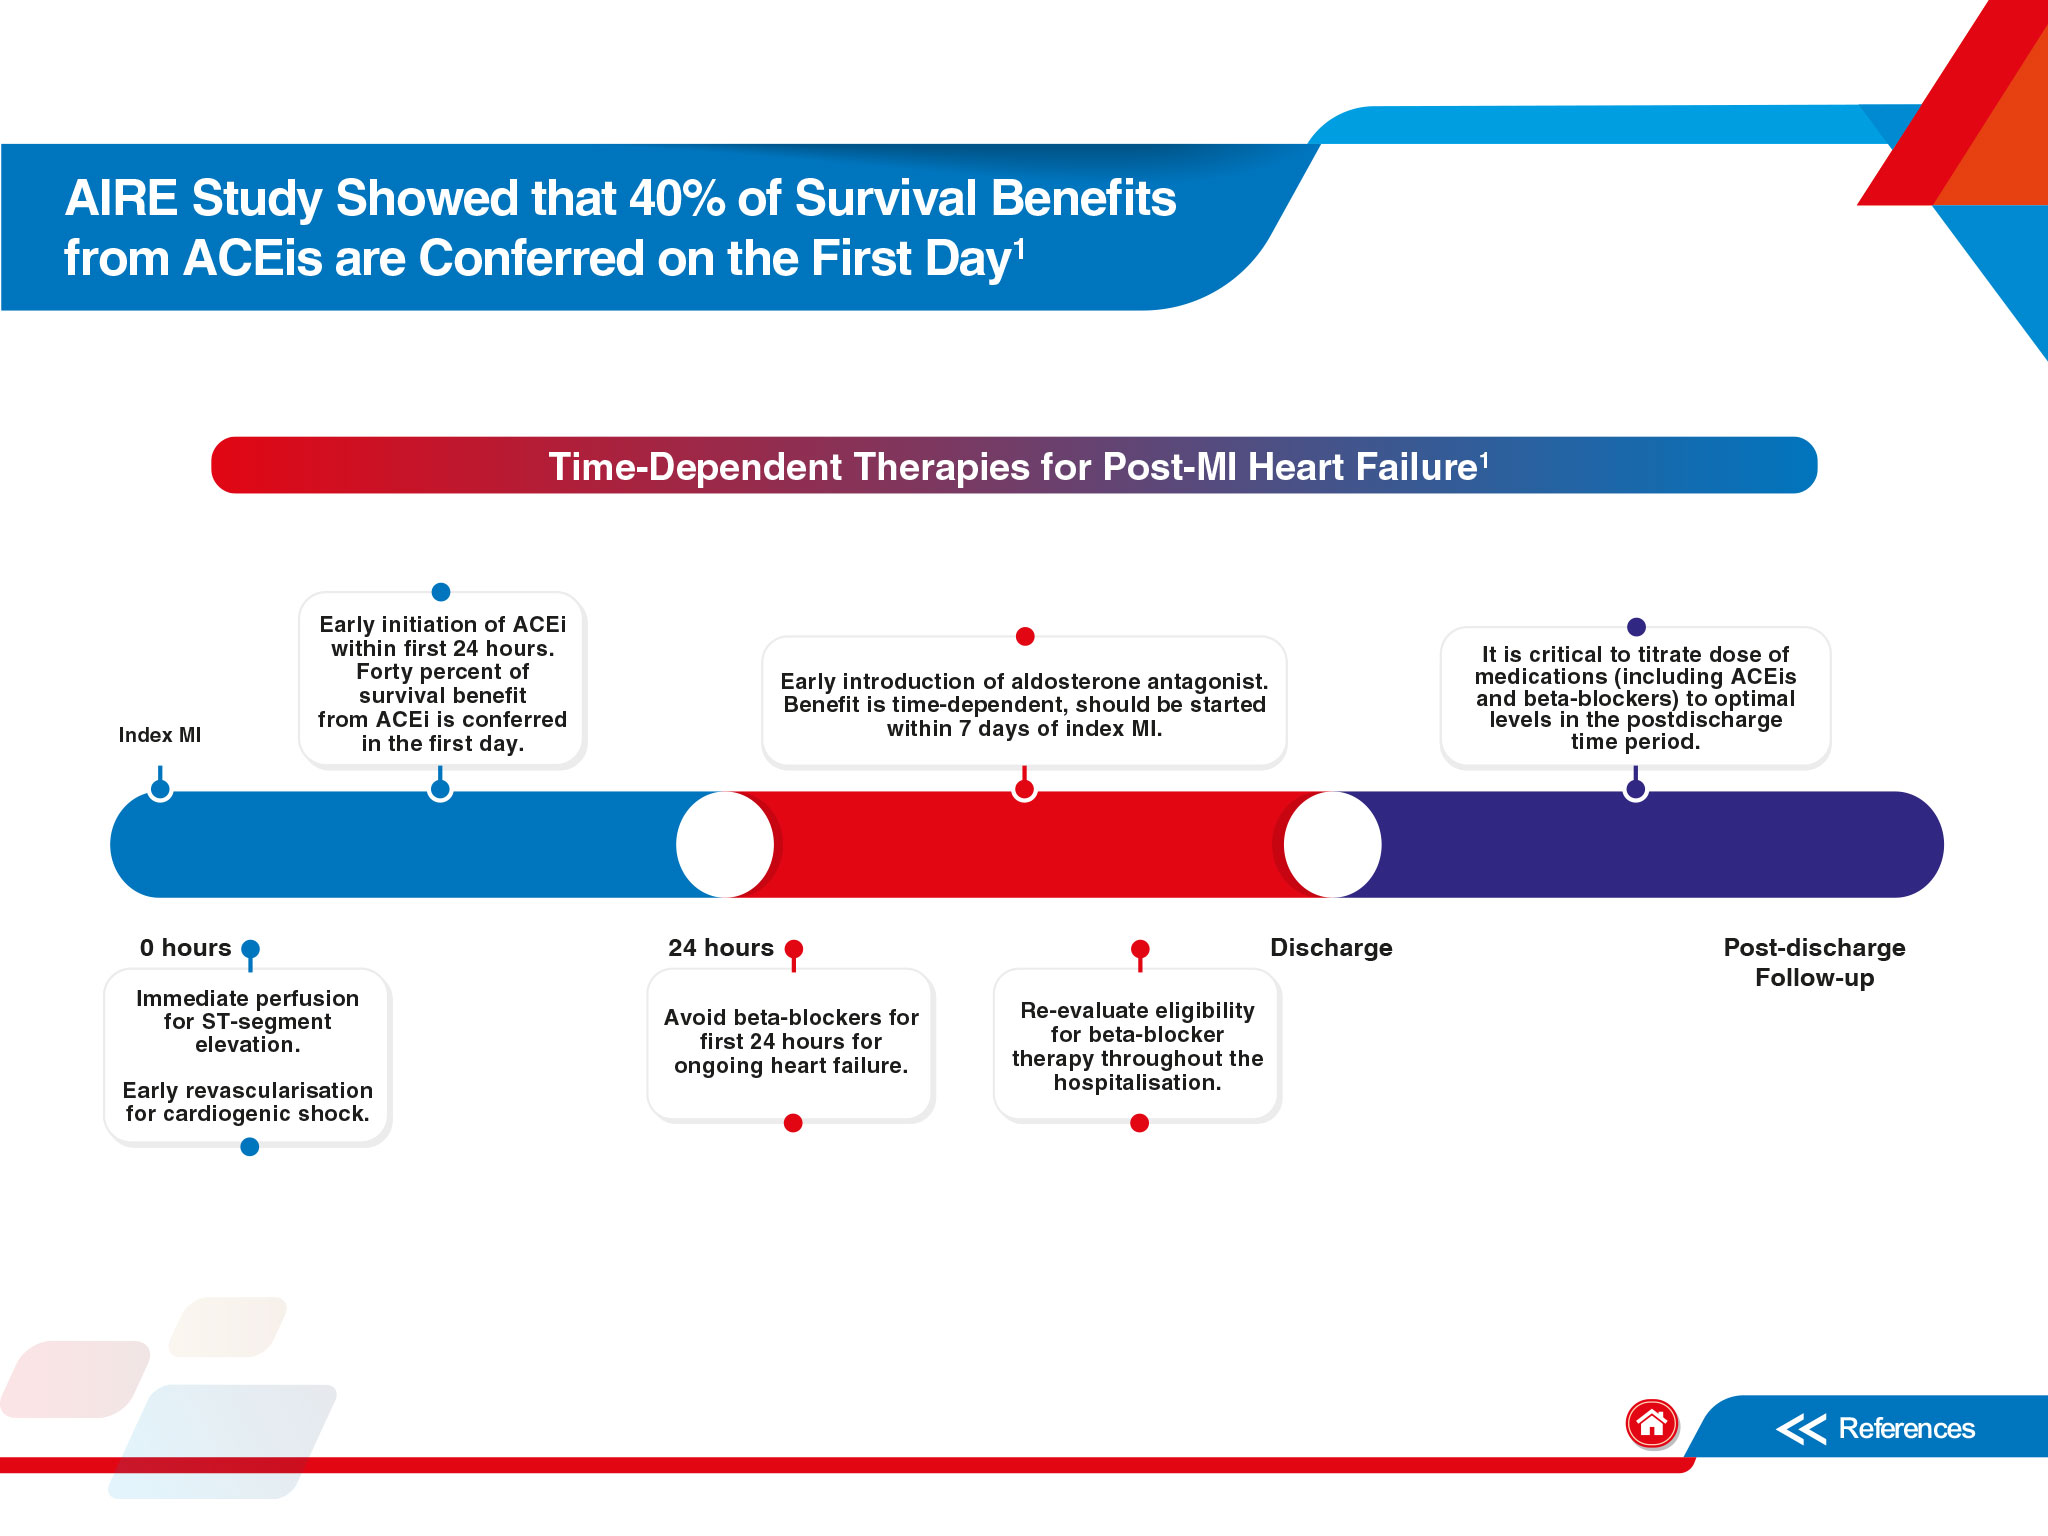 AIRE Study Showed that 40% of Survival Benefits
from ACEis are Conferred on the First Day¹
Time-Dependent Therapies for Post-MI Heart Failure¹
Index MI
Early initiation of ACEi
within first 24 hours.
Forty percent of
survival benefit
from ACEi is conferred
in the first day.
Early introduction of aldosterone antagonist.
Benefit is time-dependent, should be started
within 7 days of index MI.
It is critical to titrate dose of
medications (including ACEis
and beta-blockers) to optimal
levels in the postdischarge
time period.
0 hours
Immediate perfusion
for ST-segment
elevation.
Early revascularisation
for cardiogenic shock.
24 hours
Avoid beta-blockers for
first 24 hours for
ongoing heart failure.
Re-evaluate eligibility
for beta-blocker
therapy throughout the
hospitalisation.
Discharge
Post-discharge
Follow-up
References